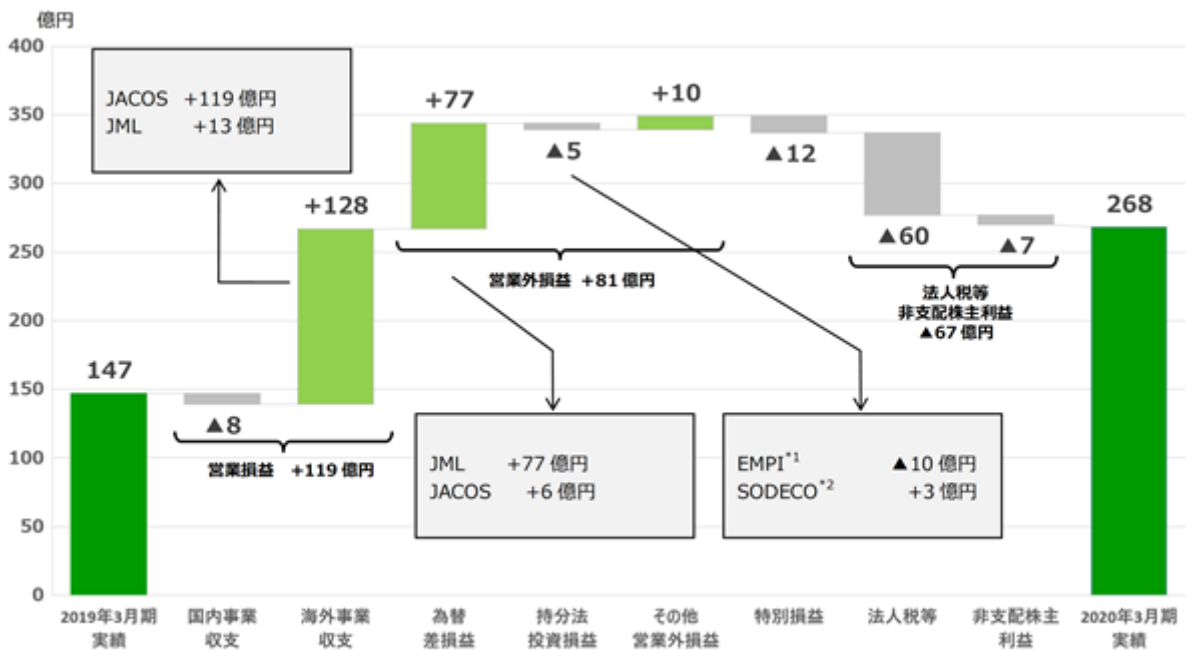 億円
400
350
300
250
200
150
100
50
0
JACOS +119 億円
JML +13 億円
147
▲8
+128
+77
▲5
+10
▲12
▲60
▲7
268
営業損益 +119 億円
営業外損益 +81 億円
法人税等
非支配株主利益
▲67億円
JML +77 億円
JACOS +6 億円
EMPI*1 ▲10 億円
SODECO*2 +3 億円
2019年3月期
実績
国内事業
収支
海外事業
収支
為替
差損益
持分法
投資損益
その他
営業外損益
特別損益
法人税等
非支配株主
利益
2020年3月期
実績